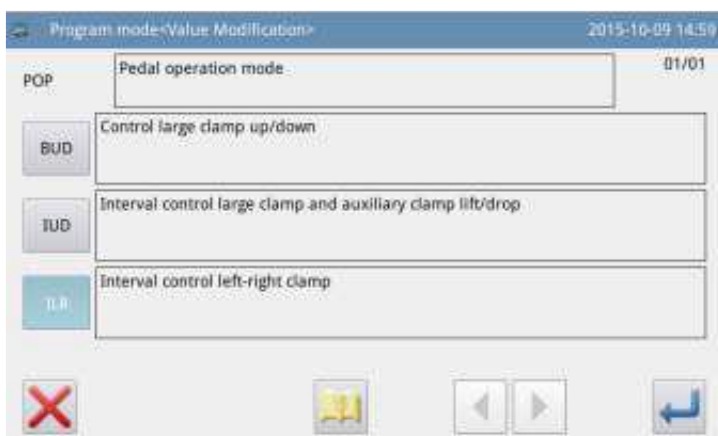 Program mode<Value Modification>
2015-10-09 14:59
POP
Pedal operation mode
01/01
BUD
Control large clamp up/down
IUD
Interval control large clamp and auxiliary clamp lift/drop
ILR
Interval control left-right clamp